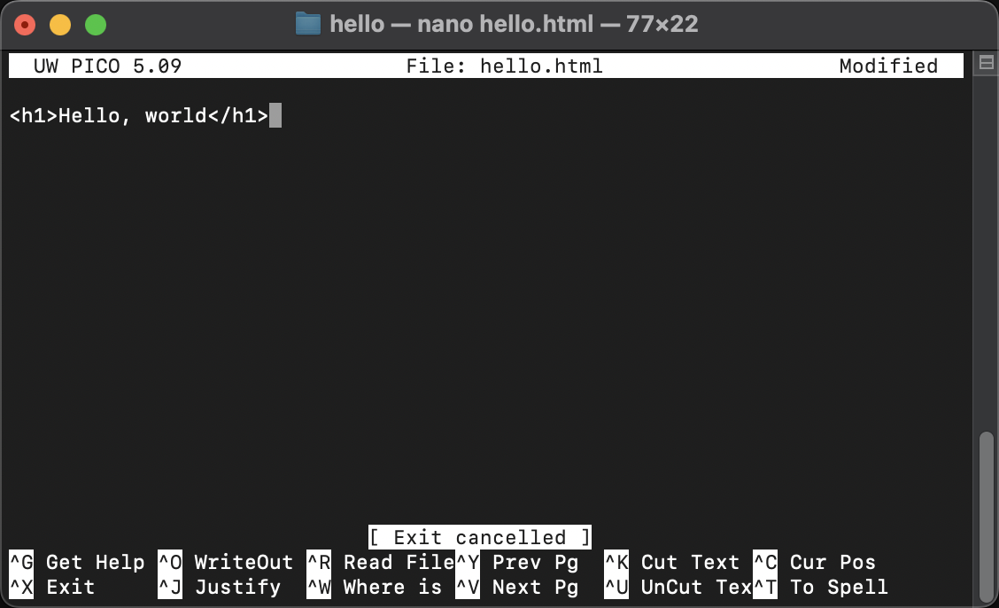 hello — nano hello.html — 77×22
UW PICO 5.09 File: hello.html Modified
<h1>Hello, world</h1>
[ Exit cancelled ]
^G Get Help ^O WriteOut ^R Read File^Y Prev Pg ^K Cut Text ^C Cur Pos
^X Exit ^J Justify ^W Where is ^V Next Pg ^U UnCut Tex^T To Spell